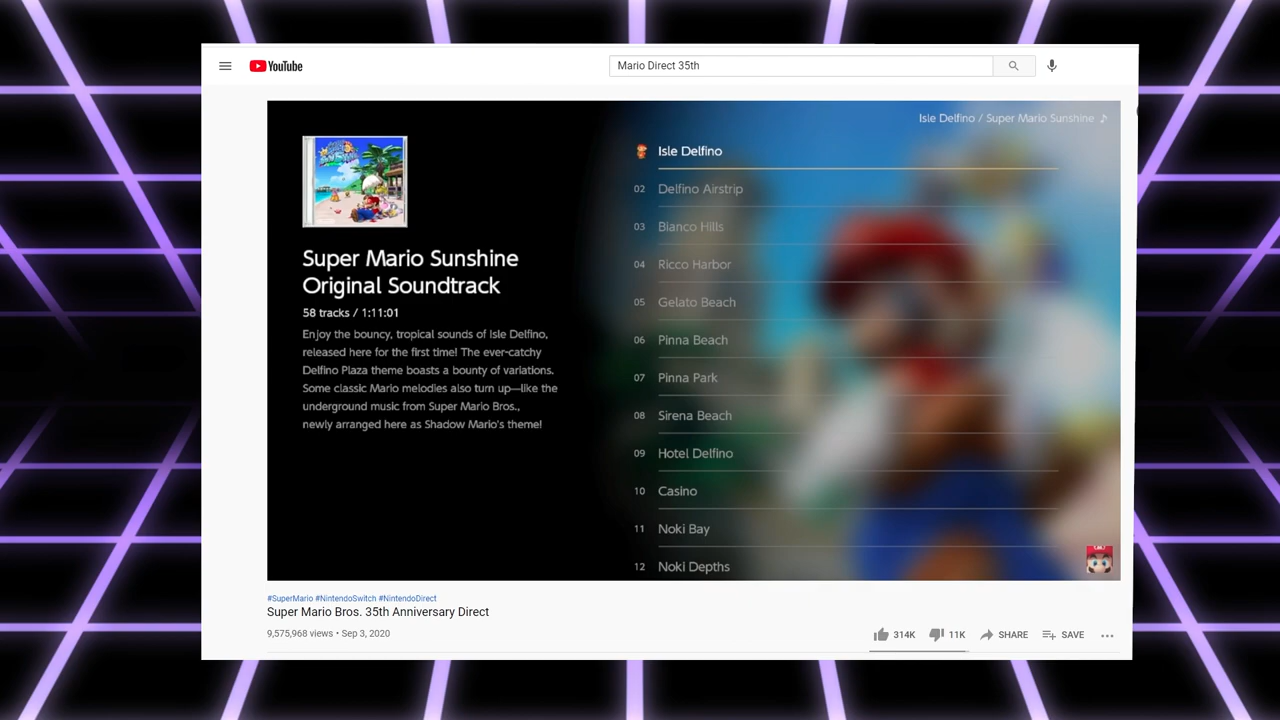 YouTube
Mario Direct 35th
Isle Delfino / Super Mario Sunshine ♪
Super Mario Sunshine
Original Soundtrack
58 tracks / 1:11:01
Enjoy the bouncy, tropical sounds of Isle Delfino,
released here for the first time! The ever-catchy
Delfino Plaza theme boasts a bounty of variations.
Some classic Mario melodies also turn up—like the
underground music from Super Mario Bros.,
newly arranged here as Shadow Mario's theme!
Isle Delfino
02 Delfino Airstrip
03 Bianco Hills
04 Ricco Harbor
05 Gelato Beach
06 Pinna Beach
07 Pinna Park
08 Sirena Beach
09 Hotel Delfino
10 Casino
11 Noki Bay
12 Noki Depths
#SuperMario #NintendoSwitch #NintendoDirect
Super Mario Bros. 35th Anniversary Direct
9,575,968 views • Sep 3, 2020
314K 11K SHARE SAVE